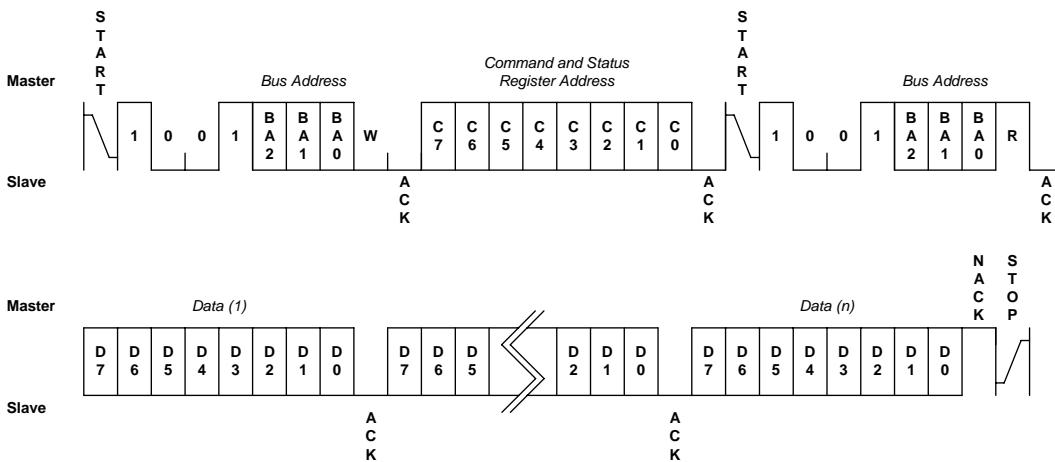 START
Master
Bus Address
Command and Status
Register Address
START
Bus Address
1 0 0 1 BA2 BA1 BA0 W
C7 C6 C5 C4 C3 C2 C1 C0
1 0 0 1 BA2 BA1 BA0 R
Slave
ACK
ACK
ACK
NACK
STOP
Master
Data (1)
Data (n)
D7 D6 D5 D4 D3 D2 D1 D0
D7 D6 D5
D2 D1 D0
D7 D6 D5 D4 D3 D2 D1 D0
Slave
ACK
ACK